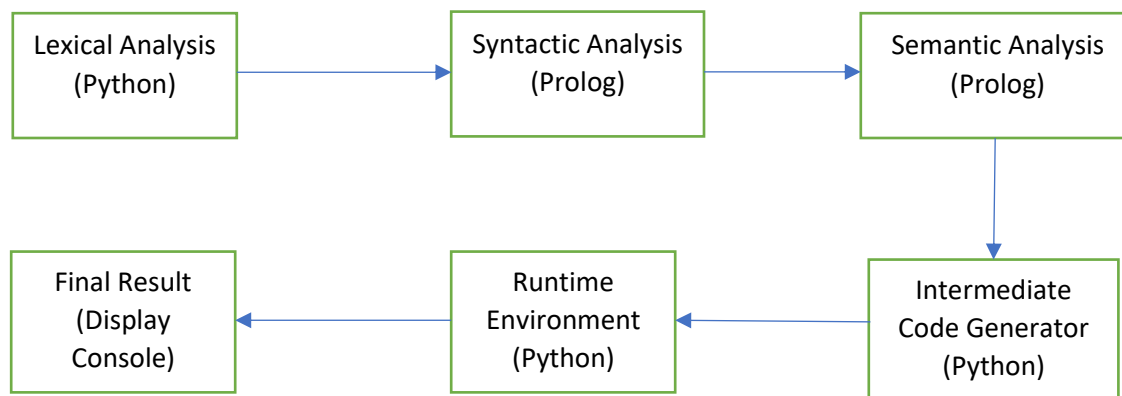 Lexical Analysis
(Python)
Syntactic Analysis
(Prolog)
Semantic Analysis
(Prolog)
Final Result
(Display
Console)
Runtime
Environment
(Python)
Intermediate
Code Generator
(Python)